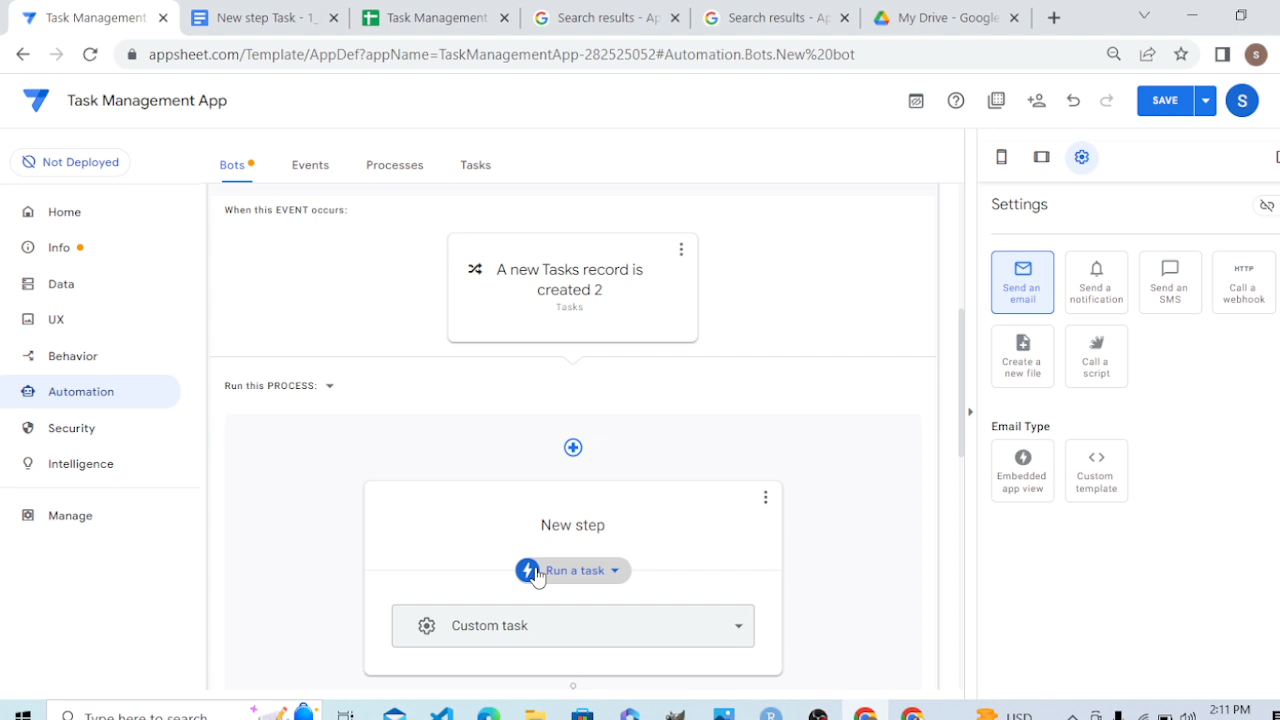 Task Management
New step Task - 1_
Task Management
Search results - Ap
Search results - Ap
My Drive - Google
appsheet.com/Template/AppDef?appName=TaskManagementApp-282525052#Automation.Bots.New%20bot
S
Task Management App
SAVE
S
Not Deployed
Bots
Events
Processes
Tasks
Home
Info
Data
UX
Behavior
Automation
Security
Intelligence
Manage
When this EVENT occurs:
A new Tasks record is
created 2
Tasks
Run this PROCESS:
New step
Run a task
Custom task
Settings
Send an
email
Send a
notification
Send an
SMS
HTTP
Call a
webhook
Create a
new file
Call a
script
Email Type
Embedded
app view
Custom
template
Type here to search
USD
2:11 PM